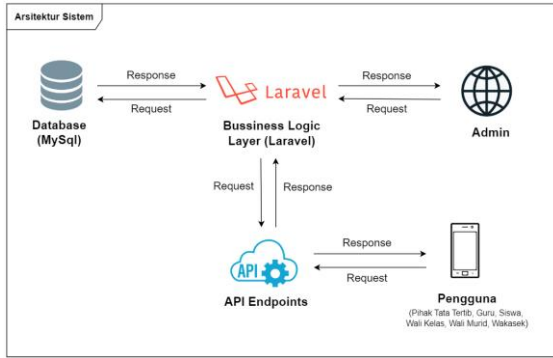 Arsitektur Sistem
Response
Request
Database
(MySql)
Laravel
Bussiness Logic
Layer (Laravel)
Response
Request
Admin
Request
Response
API
API Endpoints
Response
Request
Pengguna
(Pihak Tata Tertib, Guru, Siswa,
Wali Kelas, Wali Murid, Wakasek)